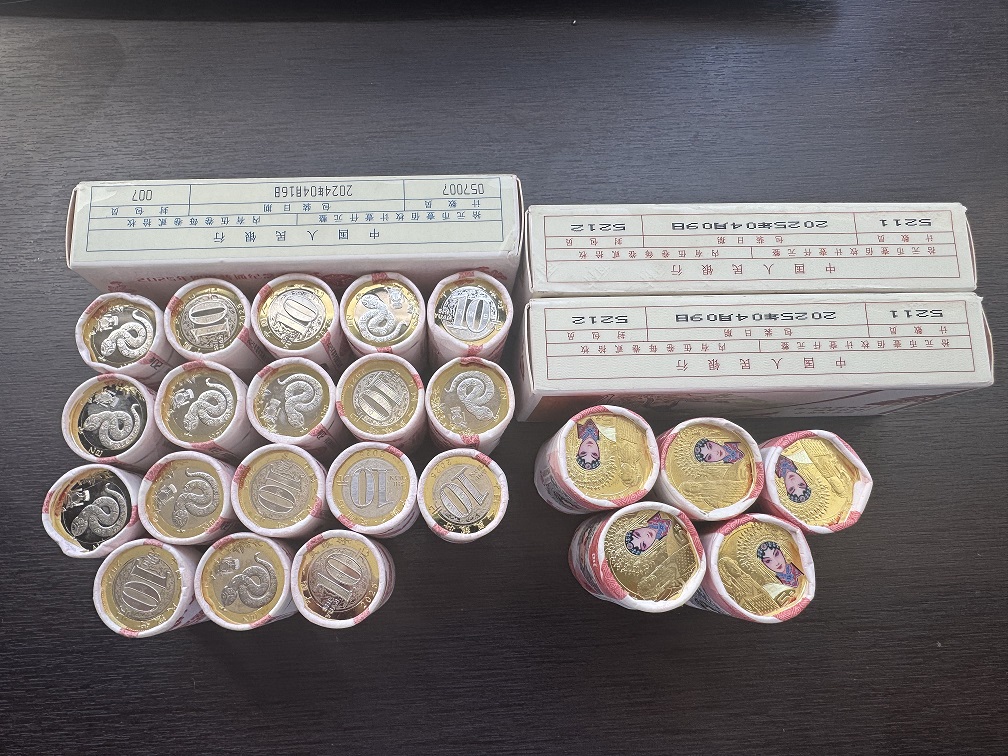 中国人民银行
拾元币壹佰枚计壹仟元整 内有伍卷每卷贰拾枚
计数员 包装日期 封包员
057007 2024年04月16日 007
中国人民银行
拾元币壹佰枚计壹仟元整 内有伍卷每卷贰拾枚
计数员 包装日期 封包员
5211 2025年04月09日 5212
中国人民银行
拾元币壹佰枚计壹仟元整 内有伍卷每卷贰拾枚
计数员 包装日期 封包员
5211 2025年04月09日 5212
10
10
10
10
10
10
10
10
10